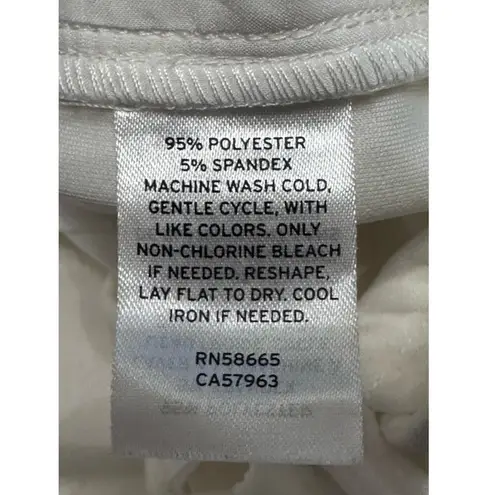 95% POLYESTER
5% SPANDEX
MACHINE WASH COLD,
GENTLE CYCLE, WITH
LIKE COLORS. ONLY
NON-CHLORINE BLEACH
IF NEEDED. RESHAPE,
LAY FLAT TO DRY. COOL
IRON IF NEEDED.
RN58665
CA57963